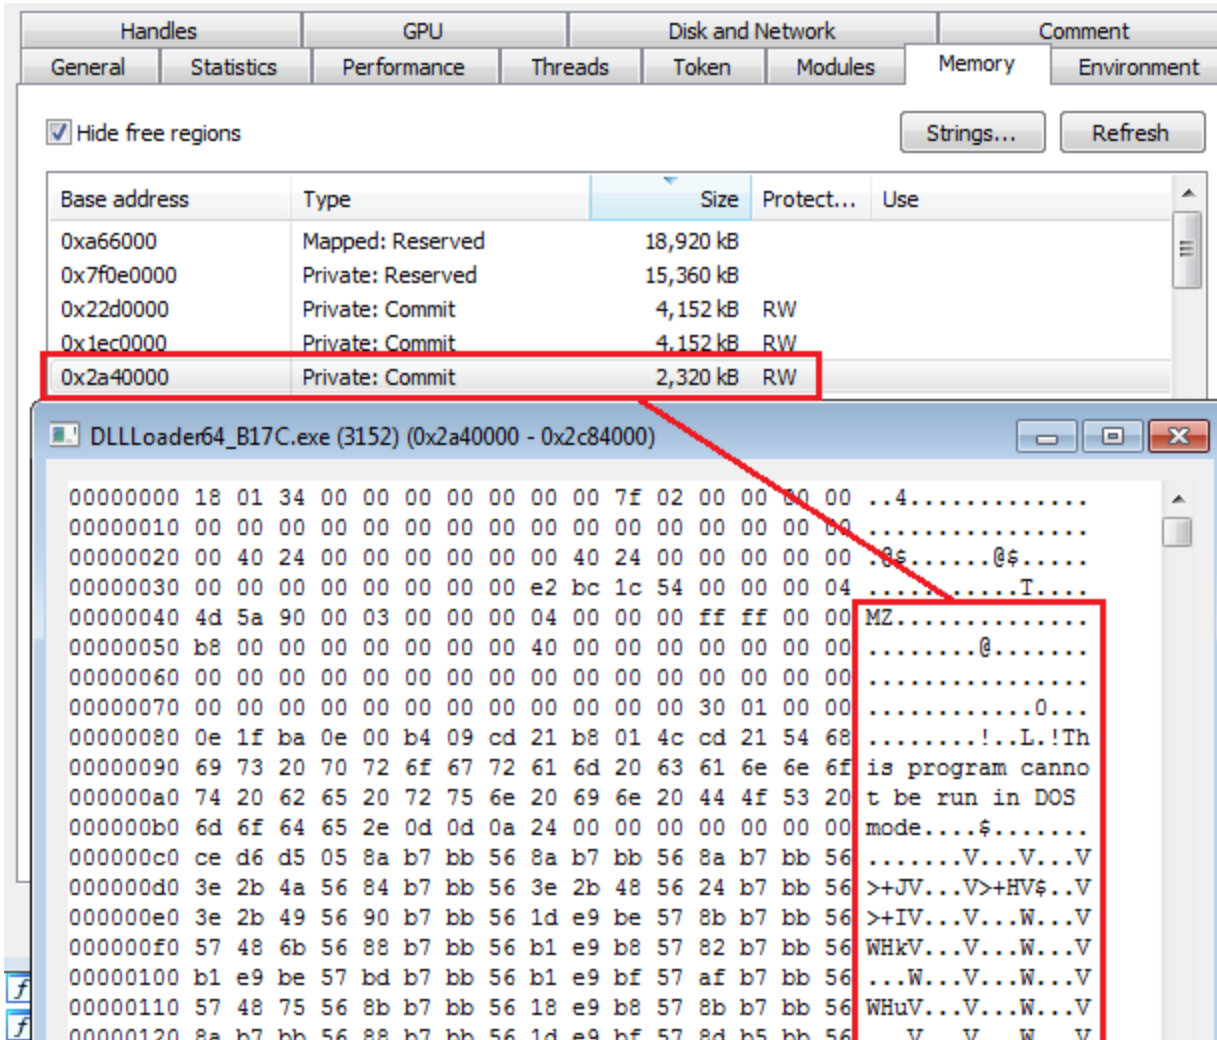 Handles GPU Disk and Network Comment
General Statistics Performance Threads Token Modules Memory Environment
Hide free regions Strings... Refresh
Base address Type Size Protect... Use
0xa66000 Mapped: Reserved 18,920 kB
0x7f0e0000 Private: Reserved 15,360 kB
0x22d0000 Private: Commit 4,152 kB RW
0x1ec0000 Private: Commit 4,152 kB RW
0x2a40000 Private: Commit 2,320 kB RW
DLLLoader64_B17C.exe (3152) (0x2a40000 - 0x2c84000)
00000000 18 01 34 00 00 00 00 00 00 00 7f 02 00 00 00 00 ..4.............
00000010 00 00 00 00 00 00 00 00 00 00 00 00 00 00 00 00 ................
00000020 00 40 24 00 00 00 00 00 00 40 24 00 00 00 00 00 .@$......@$.....
00000030 00 00 00 00 00 00 00 00 e2 bc 1c 54 00 00 00 04 ...........T....
00000040 4d 5a 90 00 03 00 00 00 04 00 00 00 ff ff 00 00 MZ..............
00000050 b8 00 00 00 00 00 00 00 40 00 00 00 00 00 00 00 ........@.......
00000060 00 00 00 00 00 00 00 00 00 00 00 00 00 00 00 00 ................
00000070 00 00 00 00 00 00 00 00 00 00 00 00 30 01 00 00 ............0...
00000080 0e 1f ba 0e 00 b4 09 cd 21 b8 01 4c cd 21 54 68 ........!..L.!Th
00000090 69 73 20 70 72 6f 67 72 61 6d 20 63 61 6e 6e 6f is program canno
000000a0 74 20 62 65 20 72 75 6e 20 69 6e 20 44 4f 53 20 t be run in DOS
000000b0 6d 6f 64 65 2e 0d 0d 0a 24 00 00 00 00 00 00 00 mode....$.......
000000c0 ce d6 d5 05 8a b7 bb 56 8a b7 bb 56 8a b7 bb 56 .......V...V...V
000000d0 3e 2b 4a 56 84 b7 bb 56 3e 2b 48 56 24 b7 bb 56 >+JV...V>+HV$..V
000000e0 3e 2b 49 56 90 b7 bb 56 1d e9 be 57 8b b7 bb 56 >+IV...V...W...V
000000f0 57 48 6b 56 88 b7 bb 56 b1 e9 b8 57 82 b7 bb 56 WHkV...V...W...V
00000100 b1 e9 be 57 bd b7 bb 56 b1 e9 bf 57 af b7 bb 56 ...W...V...W...V
00000110 57 48 75 56 8b b7 bb 56 18 e9 b8 57 8b b7 bb 56 WHuV...V...W...V
00000120 8a b7 bb 56 88 b7 bb 56 1d e9 bf 57 8d b5 bb 56 ...V...V...W...V